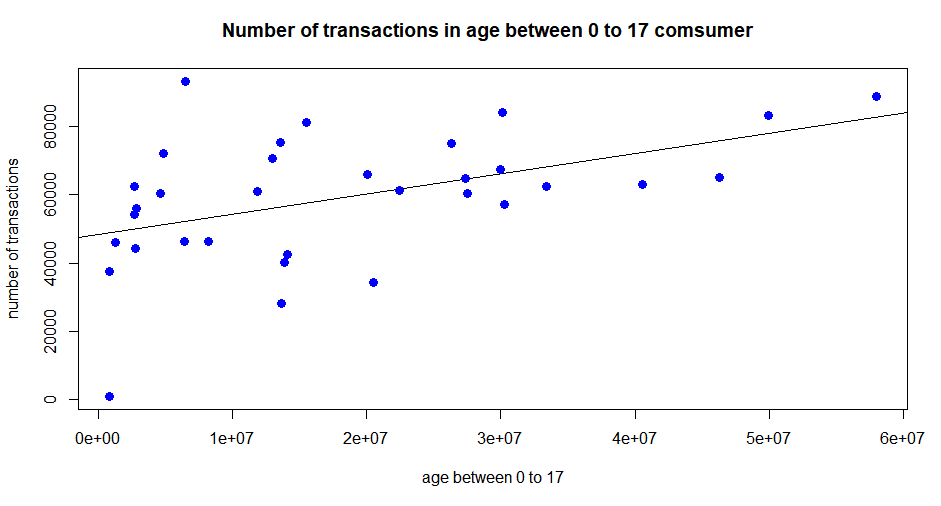 Number of transactions in age between 0 to 17 comsumer
number of transactions
80000
60000
40000
20000
0
0e+00 1e+07 2e+07 3e+07 4e+07 5e+07 6e+07
age between 0 to 17